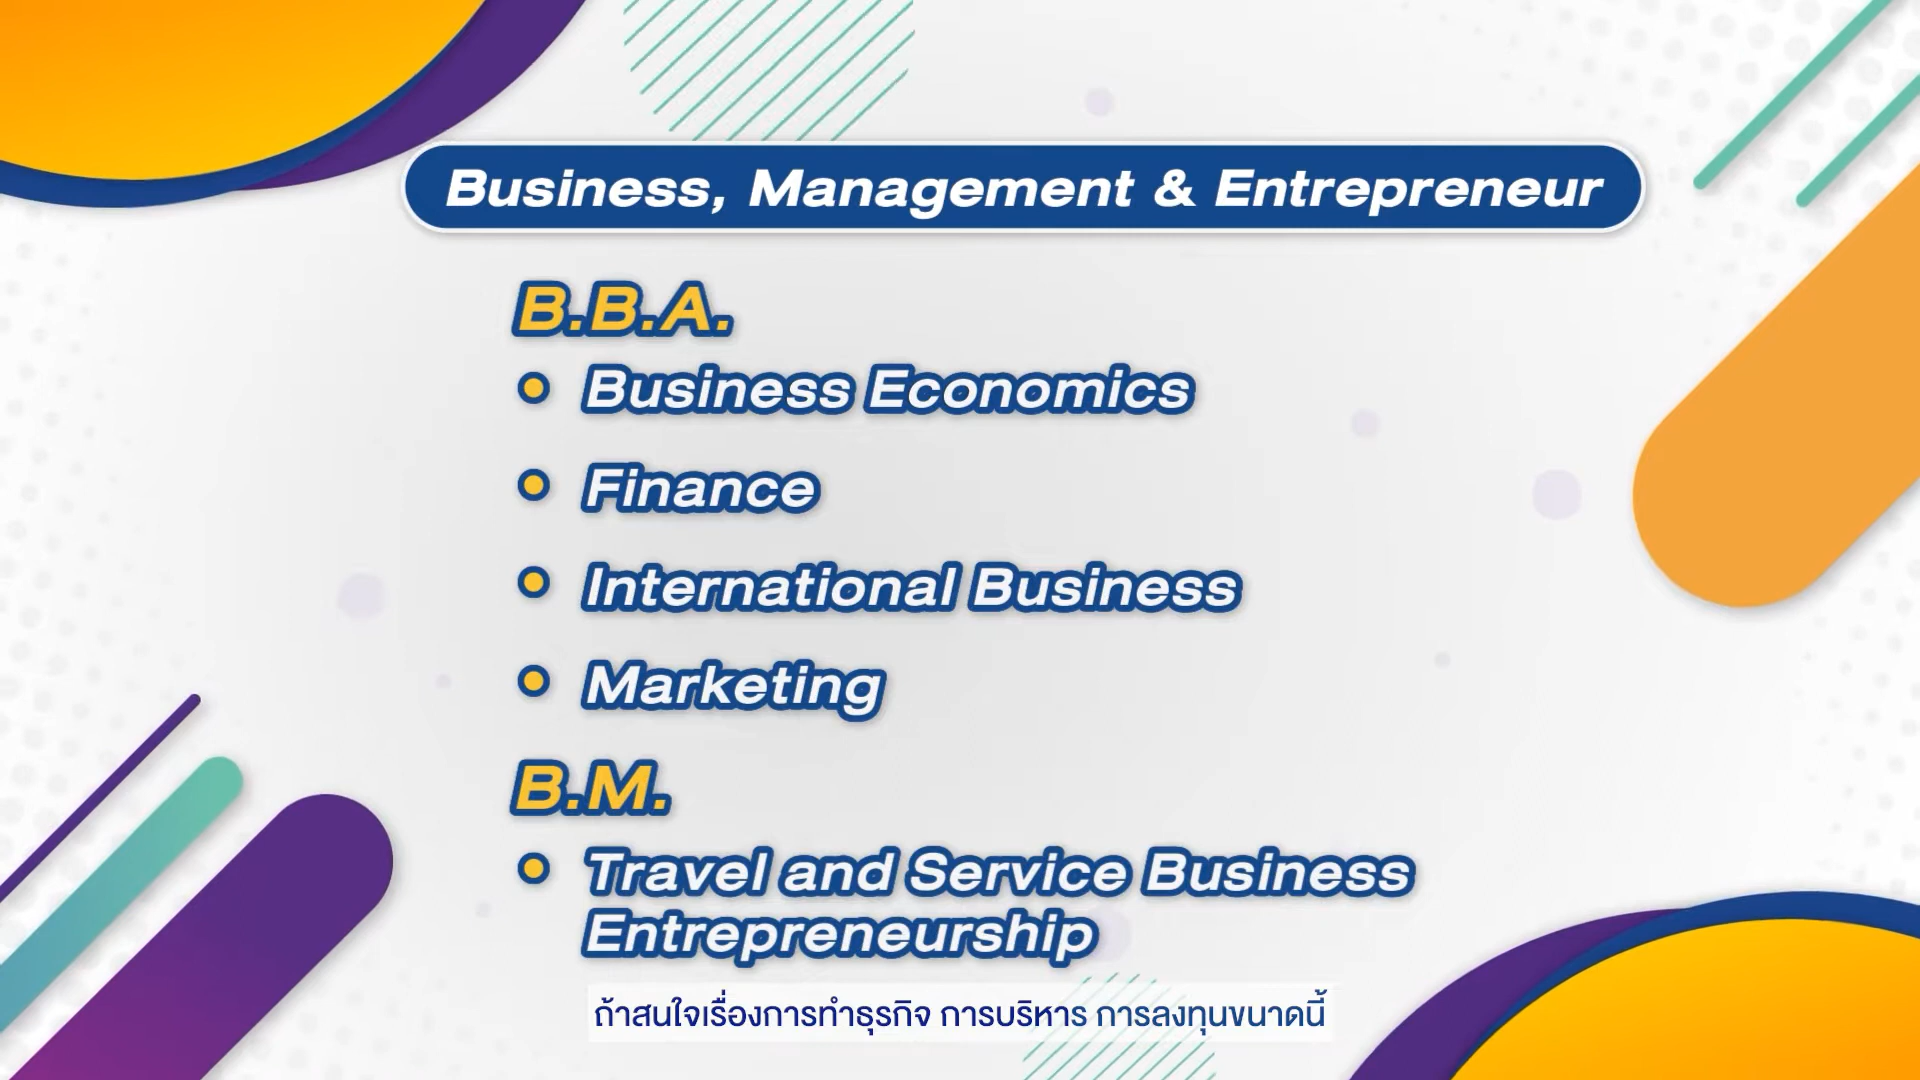 Business, Management & Entrepreneur
B.B.A.
Business Economics
Finance
International Business
Marketing
B.M.
Travel and Service Business
Entrepreneurship
ถ้าสนใจเรื่องการทำธุรกิจ การบริหาร การลงทุนขนาดนี้